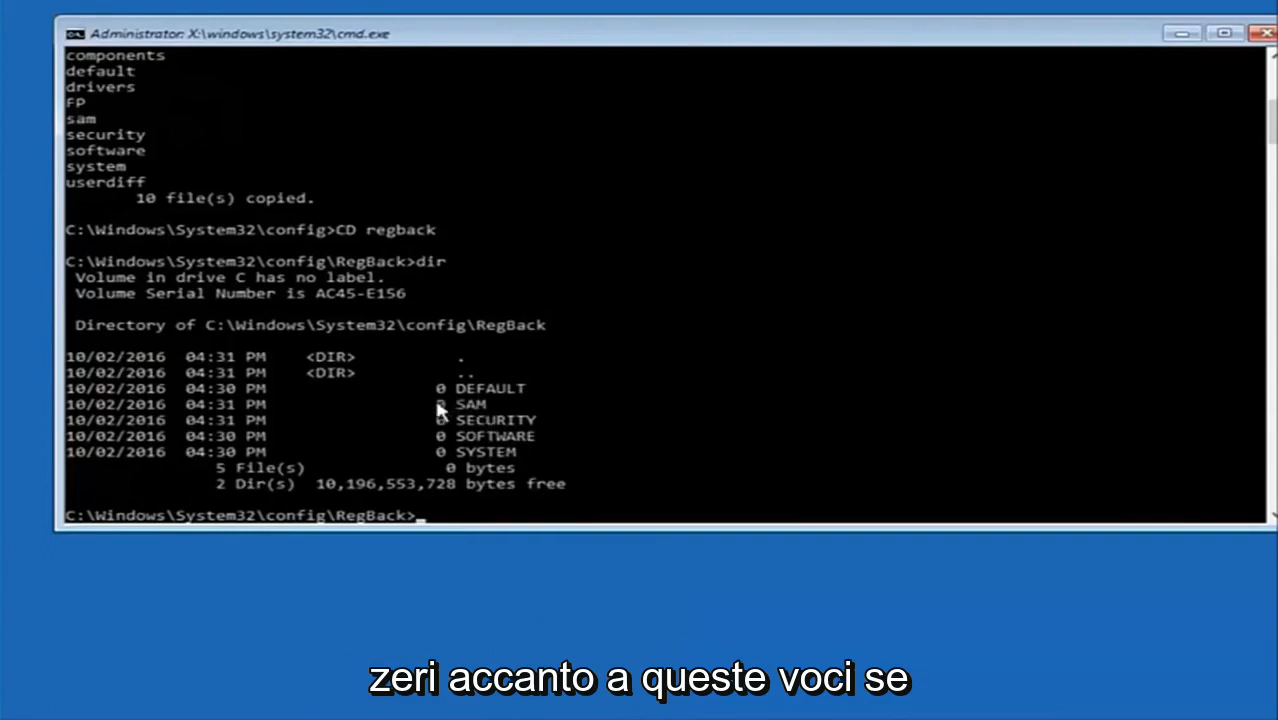 Administrator: X:\windows\system32\cmd.exe
components
default
drivers
FP
sam
security
software
system
userdiff
10 file(s) copied.
C:\Windows\System32\config>CD regback
C:\Windows\System32\config\RegBack>dir
Volume in drive C has no label.
Volume Serial Number is AC45-E156
Directory of C:\Windows\System32\config\RegBack
10/02/2016 04:31 PM <DIR> .
10/02/2016 04:31 PM <DIR> ..
10/02/2016 04:30 PM 0 DEFAULT
10/02/2016 04:31 PM 0 SAM
10/02/2016 04:31 PM 0 SECURITY
10/02/2016 04:30 PM 0 SOFTWARE
10/02/2016 04:30 PM 0 SYSTEM
5 File(s) 0 bytes
2 Dir(s) 10,196,553,728 bytes free
C:\Windows\System32\config\RegBack>_
zeri accanto a queste voci se